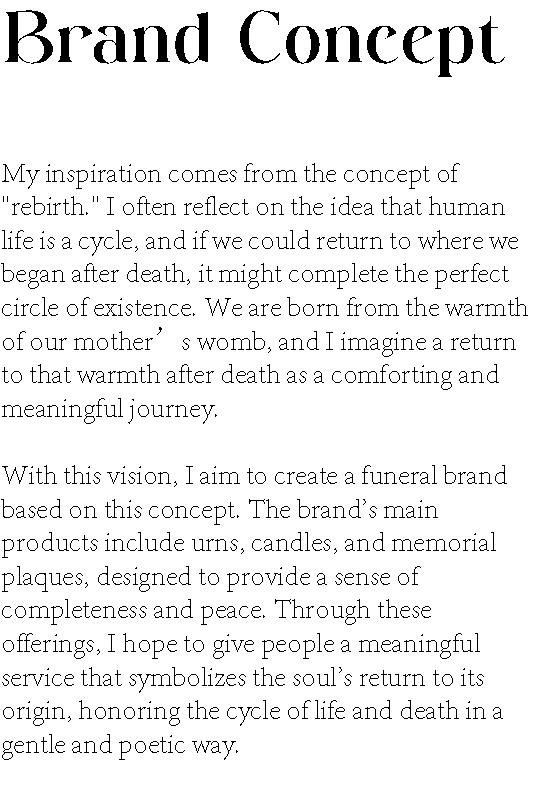 Brand Concept
My inspiration comes from the concept of
"rebirth." I often reflect on the idea that human
life is a cycle, and if we could return to where we
began after death, it might complete the perfect
circle of existence. We are born from the warmth
of our mother’s womb, and I imagine a return
to that warmth after death as a comforting and
meaningful journey.
With this vision, I aim to create a funeral brand
based on this concept. The brand’s main
products include urns, candles, and memorial
plaques, designed to provide a sense of
completeness and peace. Through these
offerings, I hope to give people a meaningful
service that symbolizes the soul’s return to its
origin, honoring the cycle of life and death in a
gentle and poetic way.